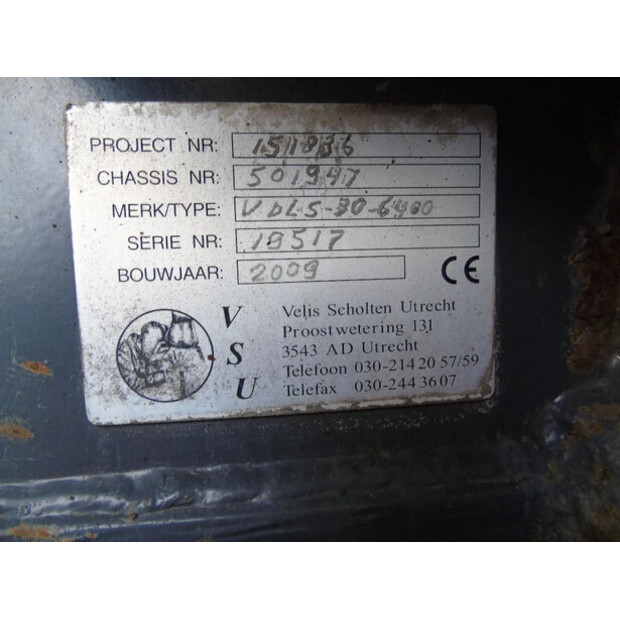 PROJECT NR: 151836
CHASSIS NR: 501947
MERK/TYPE: VDL-S-30-6400
SERIE NR: 18517
BOUWJAAR: 2009 CE
V Velis Scholten Utrecht
Proostwetering 131
S 3543 AD Utrecht
Telefoon 030-214 20 57/59
U Telefax 030-244 36 07